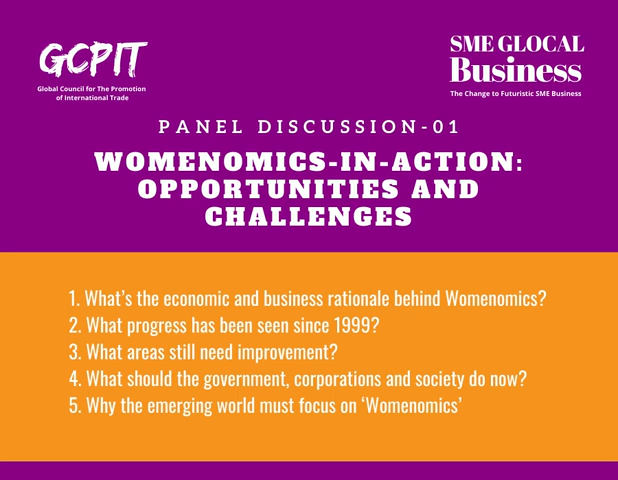 GCPIT
Global Council for The Promotion
of International Trade
SME GLOCAL
Business
The Change to Futuristic SME Business
PANEL DISCUSSION-01
WOMENOMICS-IN-ACTION:
OPPORTUNITIES AND
CHALLENGES
1. What's the economic and business rationale behind Womenomics?
2. What progress has been seen since 1999?
3. What areas still need improvement?
4. What should the government, corporations and society do now?
5. Why the emerging world must focus on ‘Womenomics’